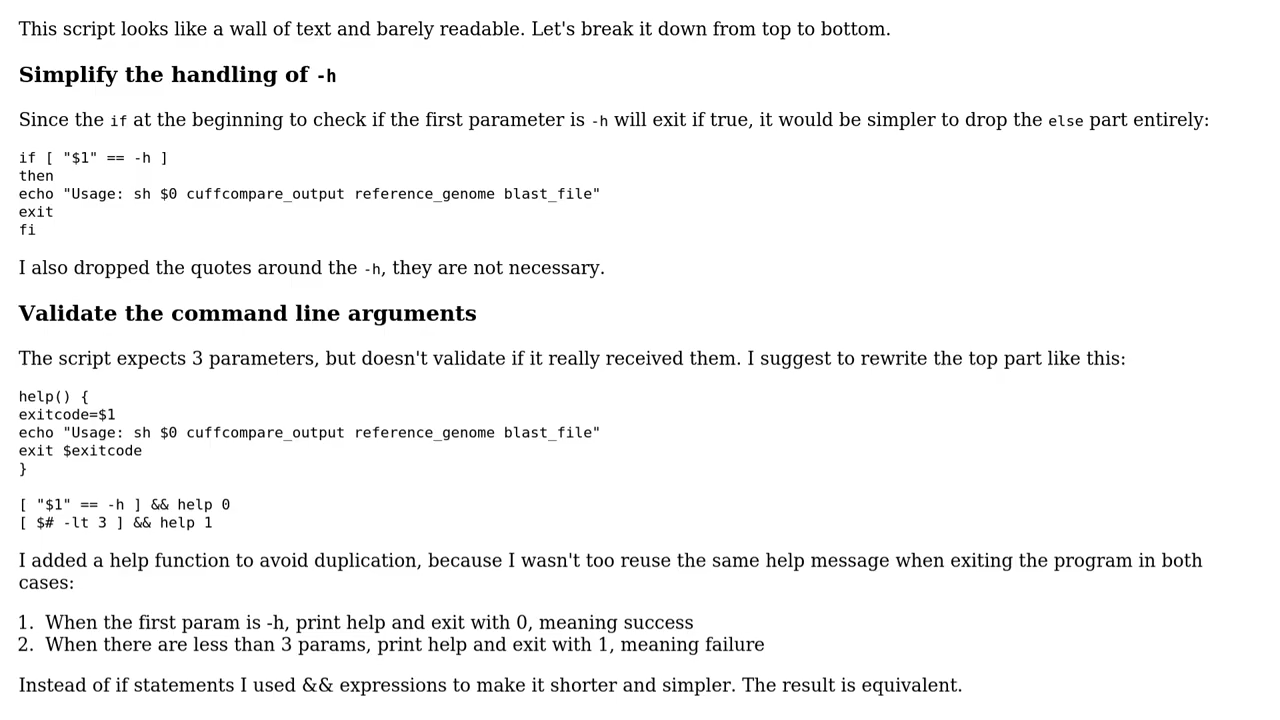 This script looks like a wall of text and barely readable. Let's break it down from top to bottom.
Simplify the handling of -h
Since the if at the beginning to check if the first parameter is -h will exit if true, it would be simpler to drop the else part entirely:
if [ "$1" == -h ]
then
echo "Usage: sh $0 cuffcompare_output reference_genome blast_file"
exit
fi
I also dropped the quotes around the -h, they are not necessary.
Validate the command line arguments
The script expects 3 parameters, but doesn't validate if it really received them. I suggest to rewrite the top part like this:
help() {
exitcode=$1
echo "Usage: sh $0 cuffcompare_output reference_genome blast_file"
exit $exitcode
}
[ "$1" == -h ] && help 0
[ $# -lt 3 ] && help 1
I added a help function to avoid duplication, because I wasn't too reuse the same help message when exiting the program in both
cases:
1. When the first param is -h, print help and exit with 0, meaning success
2. When there are less than 3 params, print help and exit with 1, meaning failure
Instead of if statements I used && expressions to make it shorter and simpler. The result is equivalent.